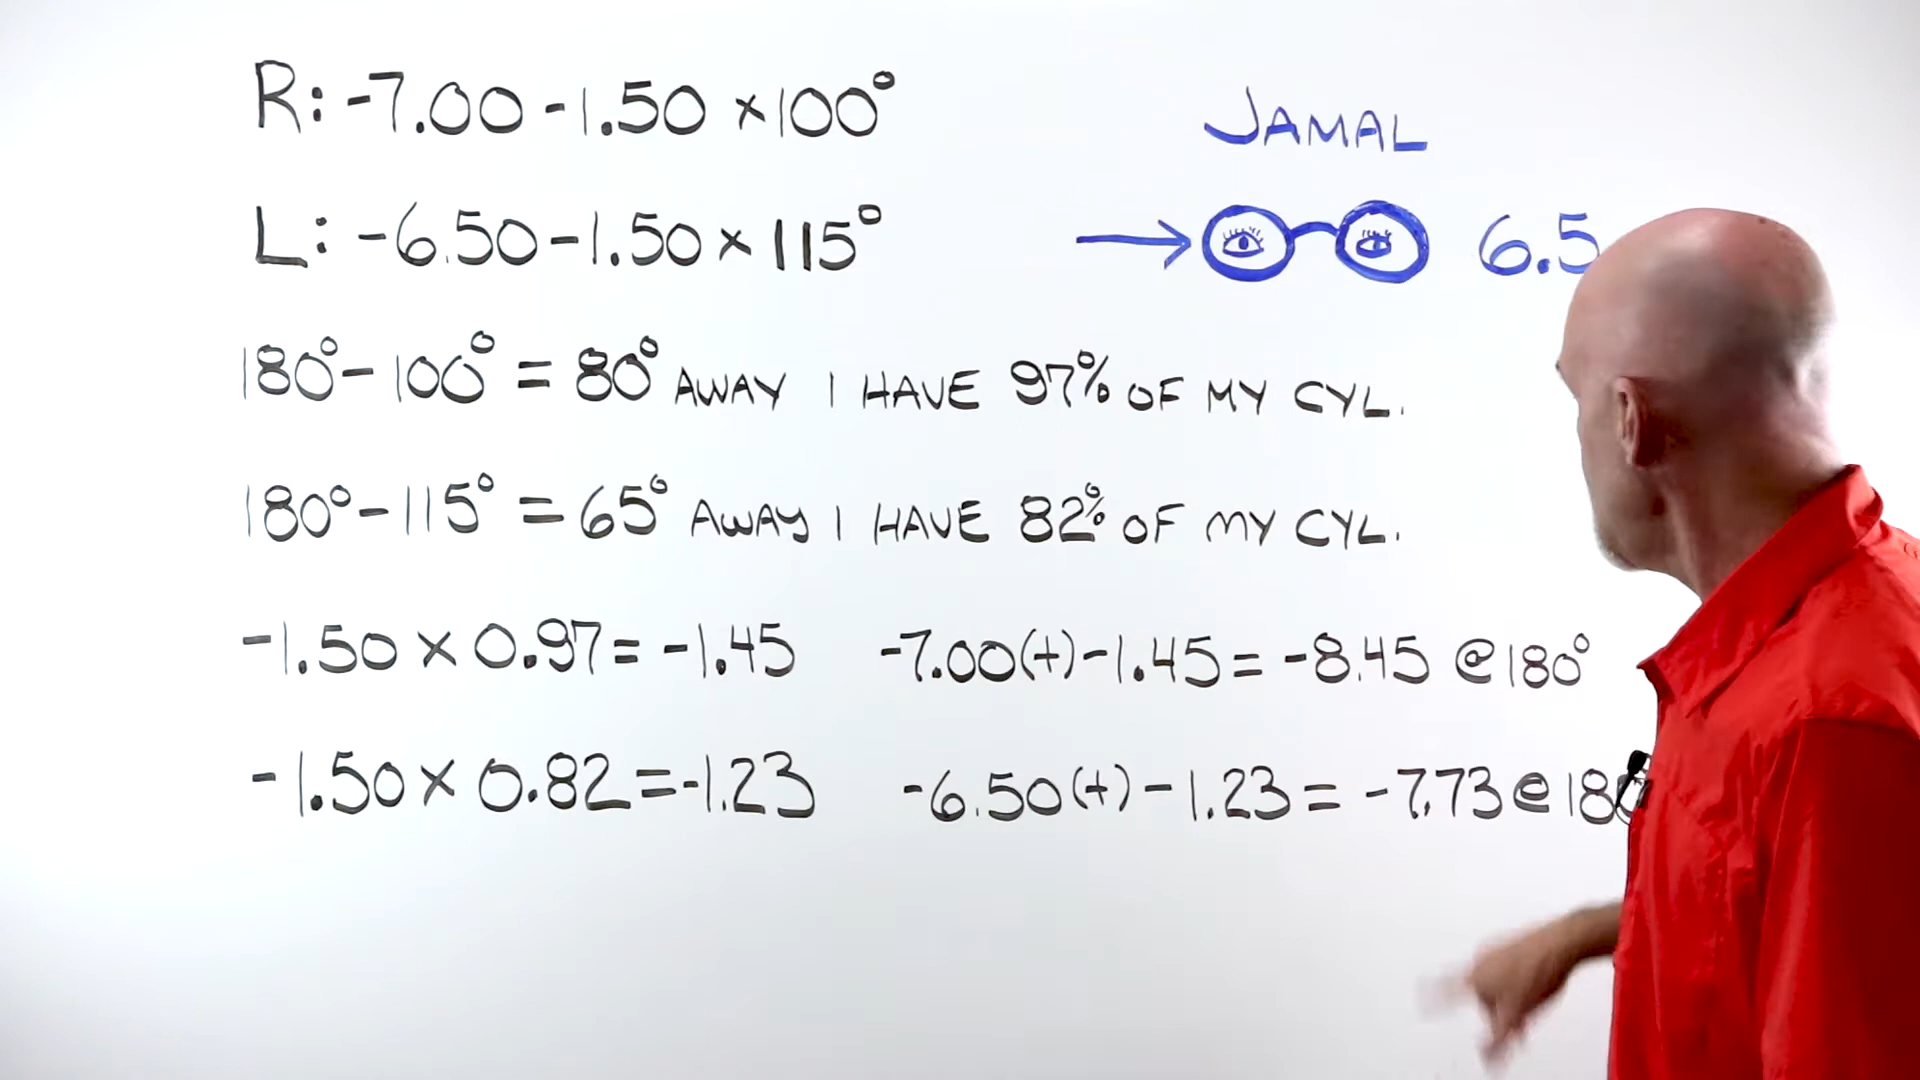 R: -7.00 -1.50 ×100°
JAMAL
L: -6.50 -1.50 × 115°
6.5
180° - 100° = 80° AWAY I HAVE 97% OF MY CYL.
180° - 115° = 65° AWAY I HAVE 82% OF MY CYL.
-1.50 × 0.97 = -1.45
-7.00 (+) -1.45 = -8.45 @ 180°
-1.50 × 0.82 = -1.23
-6.50 (+) -1.23 = -7.73 @ 180°